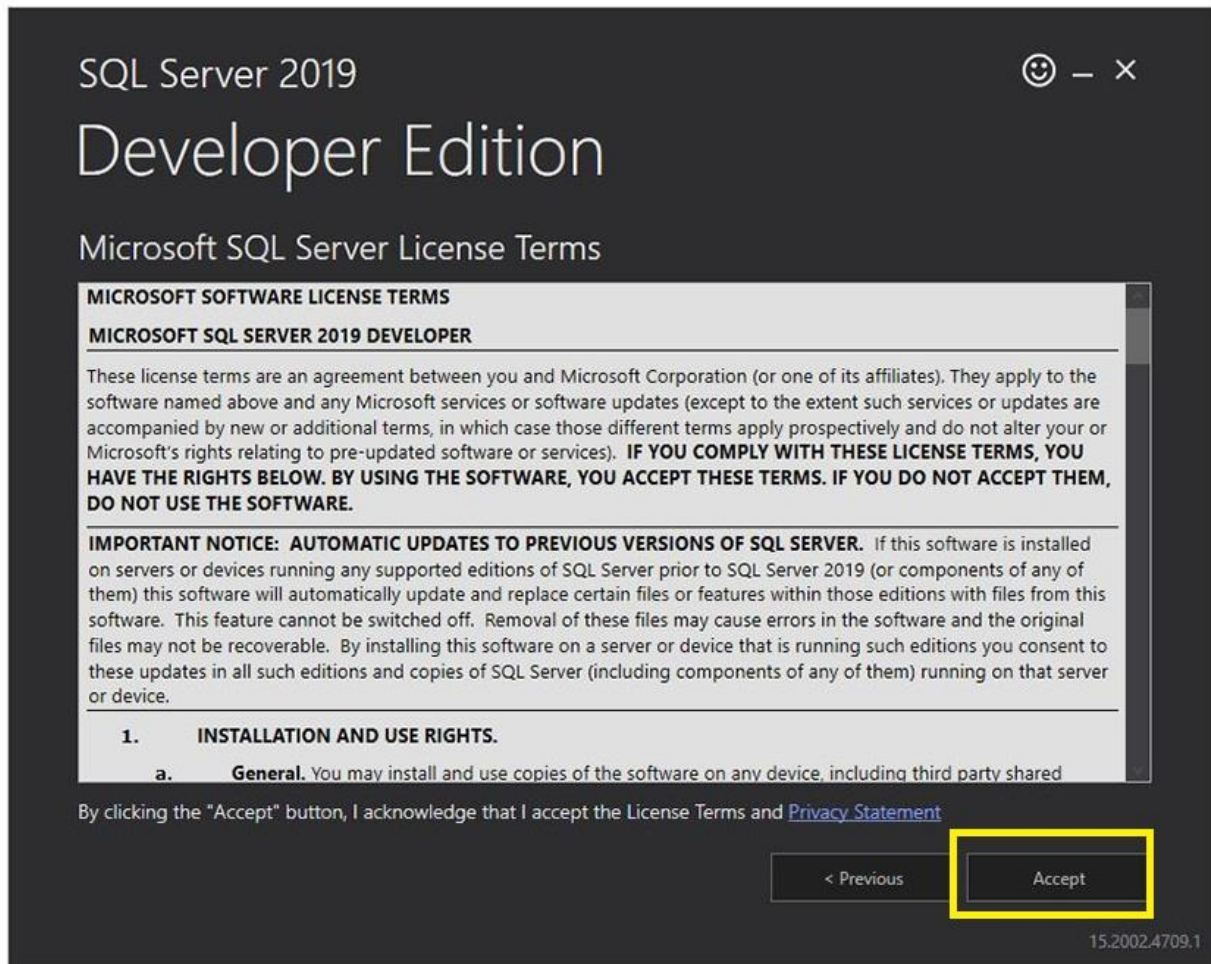 SQL Server 2019
Developer Edition
Microsoft SQL Server License Terms
MICROSOFT SOFTWARE LICENSE TERMS
MICROSOFT SQL SERVER 2019 DEVELOPER
These license terms are an agreement between you and Microsoft Corporation (or one of its affiliates). They apply to the
software named above and any Microsoft services or software updates (except to the extent such services or updates are
accompanied by new or additional terms, in which case those different terms apply prospectively and do not alter your or
Microsoft's rights relating to pre-updated software or services). IF YOU COMPLY WITH THESE LICENSE TERMS, YOU
HAVE THE RIGHTS BELOW. BY USING THE SOFTWARE, YOU ACCEPT THESE TERMS. IF YOU DO NOT ACCEPT THEM,
DO NOT USE THE SOFTWARE.
IMPORTANT NOTICE: AUTOMATIC UPDATES TO PREVIOUS VERSIONS OF SQL SERVER. If this software is installed
on servers or devices running any supported editions of SQL Server prior to SQL Server 2019 (or components of any of
them) this software will automatically update and replace certain files or features within those editions with files from this
software. This feature cannot be switched off. Removal of these files may cause errors in the software and the original
files may not be recoverable. By installing this software on a server or device that is running such editions you consent to
these updates in all such editions and copies of SQL Server (including components of any of them) running on that server
or device.
1. INSTALLATION AND USE RIGHTS.
a. General. You may install and use copies of the software on any device, including third party shared
By clicking the "Accept" button, I acknowledge that I accept the License Terms and Privacy Statement
< Previous Accept
15.2002.4709.1